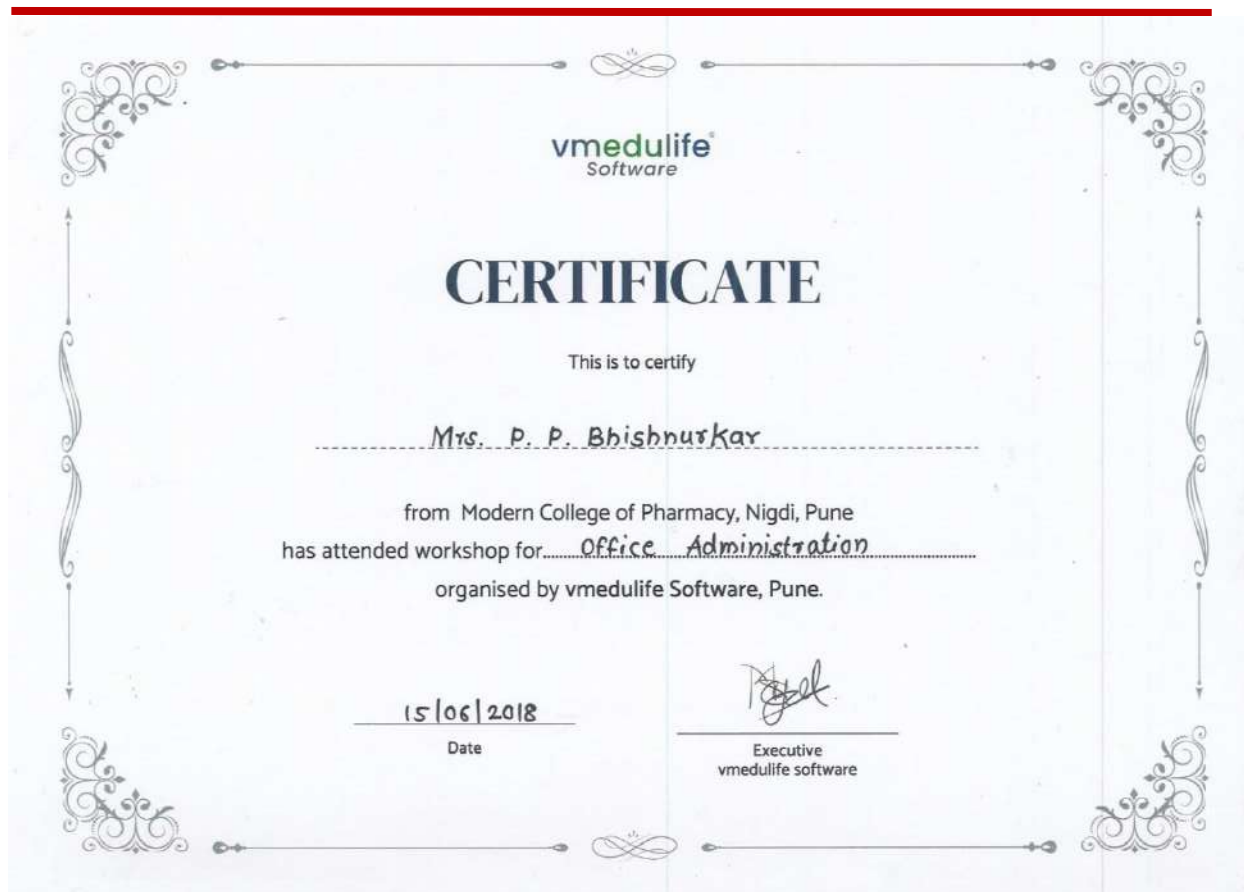 vmedulife
Software
CERTIFICATE
This is to certify
Mrs. P. P. Bhishnurkar
from Modern College of Pharmacy, Nigdi, Pune
has attended workshop for Office Administration
organised by vmedulife Software, Pune.
15/06/2018
Date
Executive
vmedulife software